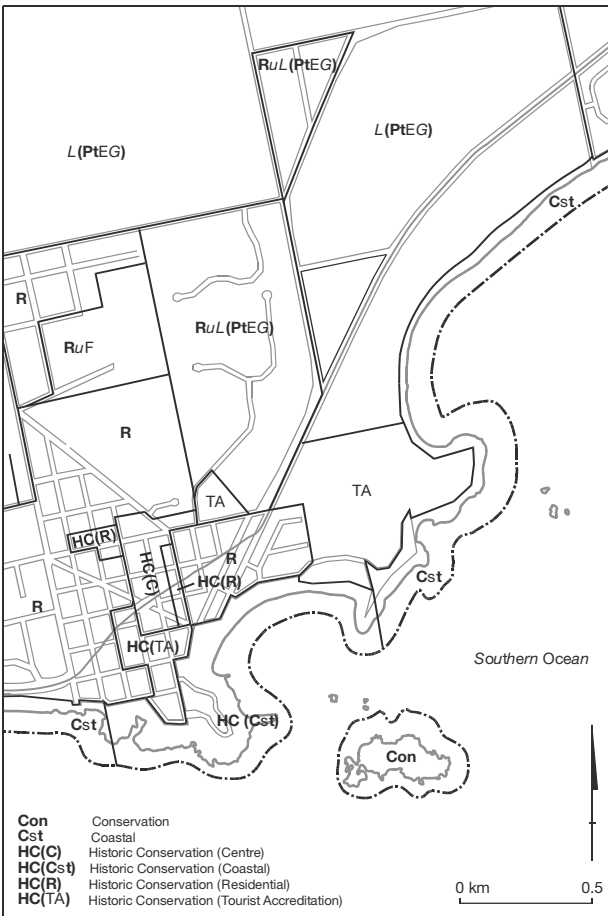 RuL(PtEG)
L(PtEG)
L(PtEG)
Cst
R
RuL(PtEG)
RuF
R
TA
TA
HC(R)
HC(C)
R
HC(R)
Cst
R
HC(TA)
Southern Ocean
Cst
HC (Cst)
Con
Con Conservation
Cst Coastal
HC(C) Historic Conservation (Centre)
HC(Cst) Historic Conservation (Coastal)
HC(R) Historic Conservation (Residential)
HC(TA) Historic Conservation (Tourist Accreditation)
0 km 0.5